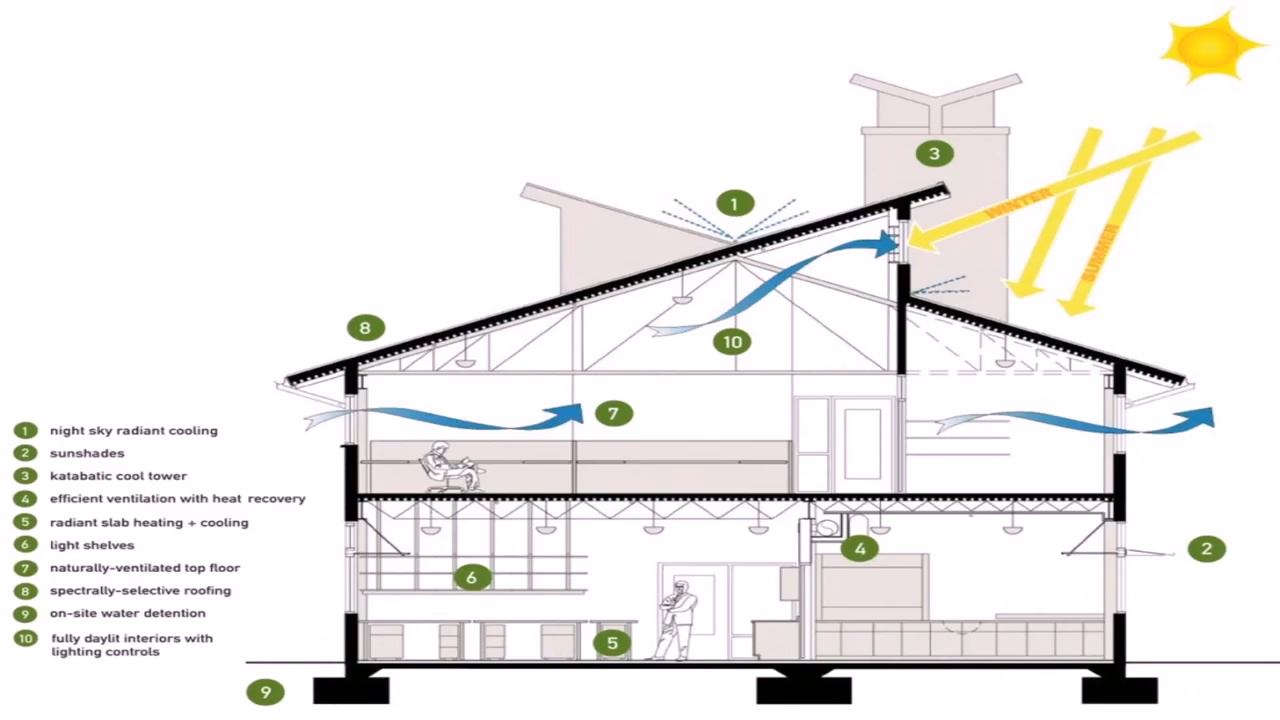 1
3
WINTER
SUMMER
8
10
7
1 night sky radiant cooling
2 sunshades
3 katabatic cool tower
4 efficient ventilation with heat recovery
5 radiant slab heating + cooling
6 light shelves
7 naturally-ventilated top floor
8 spectrally-selective roofing
9 on-site water detention
10 fully daylit interiors with
lighting controls
4
2
6
5
9